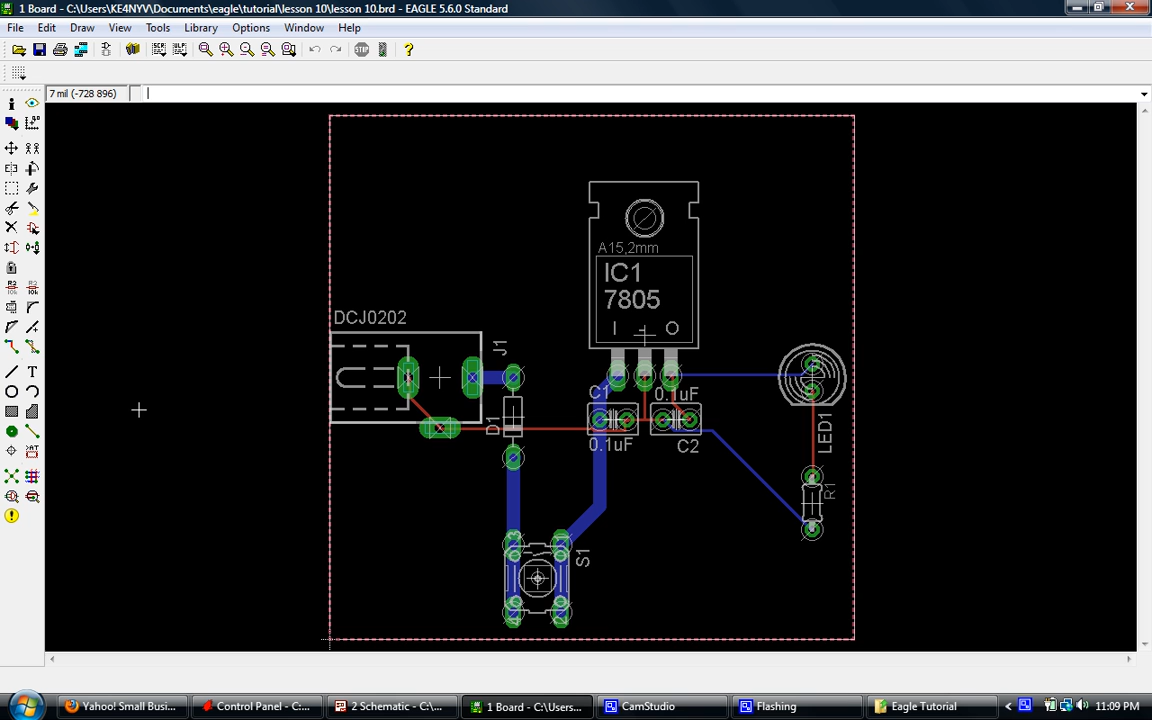 1 Board - C:\Users\KE4NYV\Documents\eagle\tutorial\lesson 10\lesson 10.brd - EAGLE 5.6.0 Standard
File Edit Draw View Tools Library Options Window Help
7 mil (-728 896)
A15,2mm
IC1
7805
I O
DCJ0202
J1
C1
0.1uF
D1
0.1uF
C2
LED1
R1
S1
Yahoo! Small Busi...
Control Panel - C:...
2 Schematic - C:\...
1 Board - C:\Users...
CamStudio
Flashing
Eagle Tutorial
11:09 PM